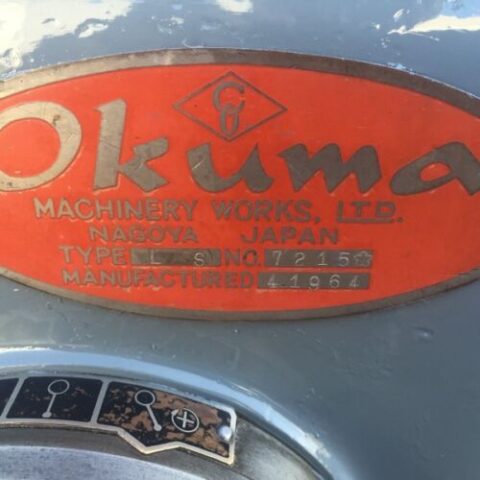 Okuma
MACHINERY WORKS, LTD.
NAGOYA JAPAN
TYPE L S NO. 7215☆
MANUFACTURED 4.1964